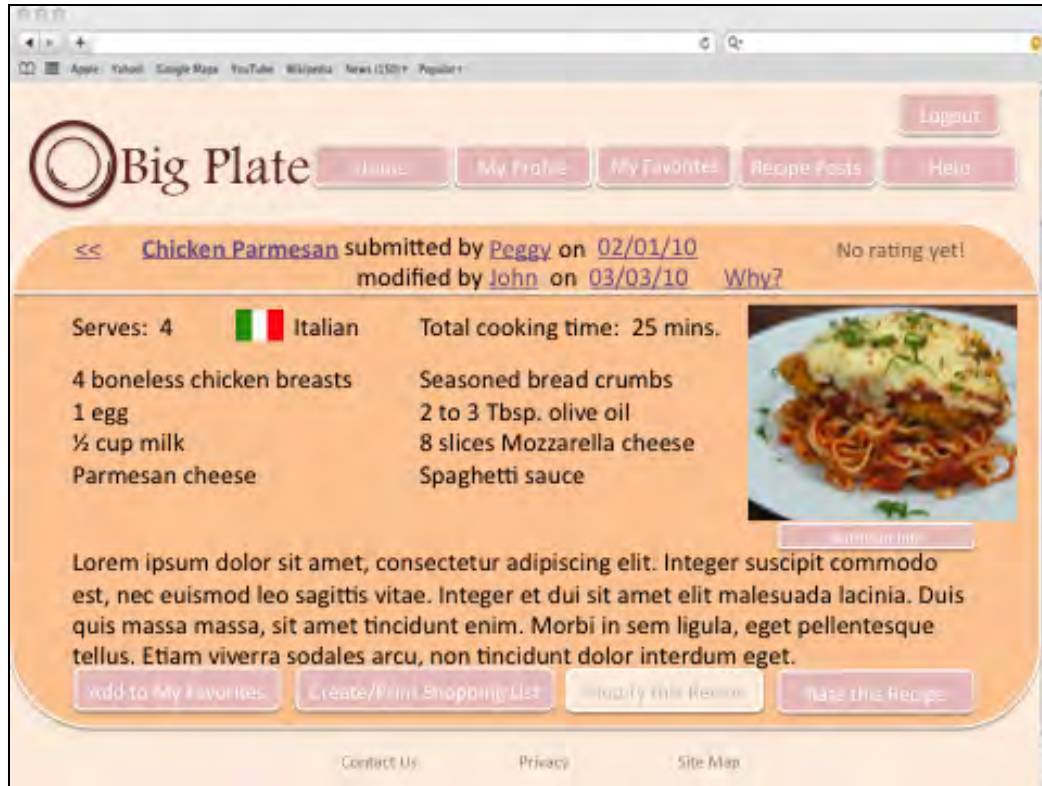 Apple Yahoo! Google Maps YouTube Wikipedia News (150) Popular
Logout
Big Plate
Home My Profile My Favorites Recipe Posts Help
<< Chicken Parmesan submitted by Peggy on 02/01/10 No rating yet!
modified by John on 03/03/10 Why?
Serves: 4 Italian Total cooking time: 25 mins.
4 boneless chicken breasts Seasoned bread crumbs
1 egg 2 to 3 Tbsp. olive oil
½ cup milk 8 slices Mozzarella cheese
Parmesan cheese Spaghetti sauce
Lorem ipsum dolor sit amet, consectetur adipiscing elit. Integer suscipit commodo
est, nec euismod leo sagittis vitae. Integer et dui sit amet elit malesuada lacinia. Duis
quis massa massa, sit amet tincidunt enim. Morbi in sem ligula, eget pellentesque
tellus. Etiam viverra sodales arcu, non tincidunt dolor interdum eget.
Add to My Favorites Create/Print Shopping List Modify this Recipe Rate this Recipe
Contact Us Privacy Site Map